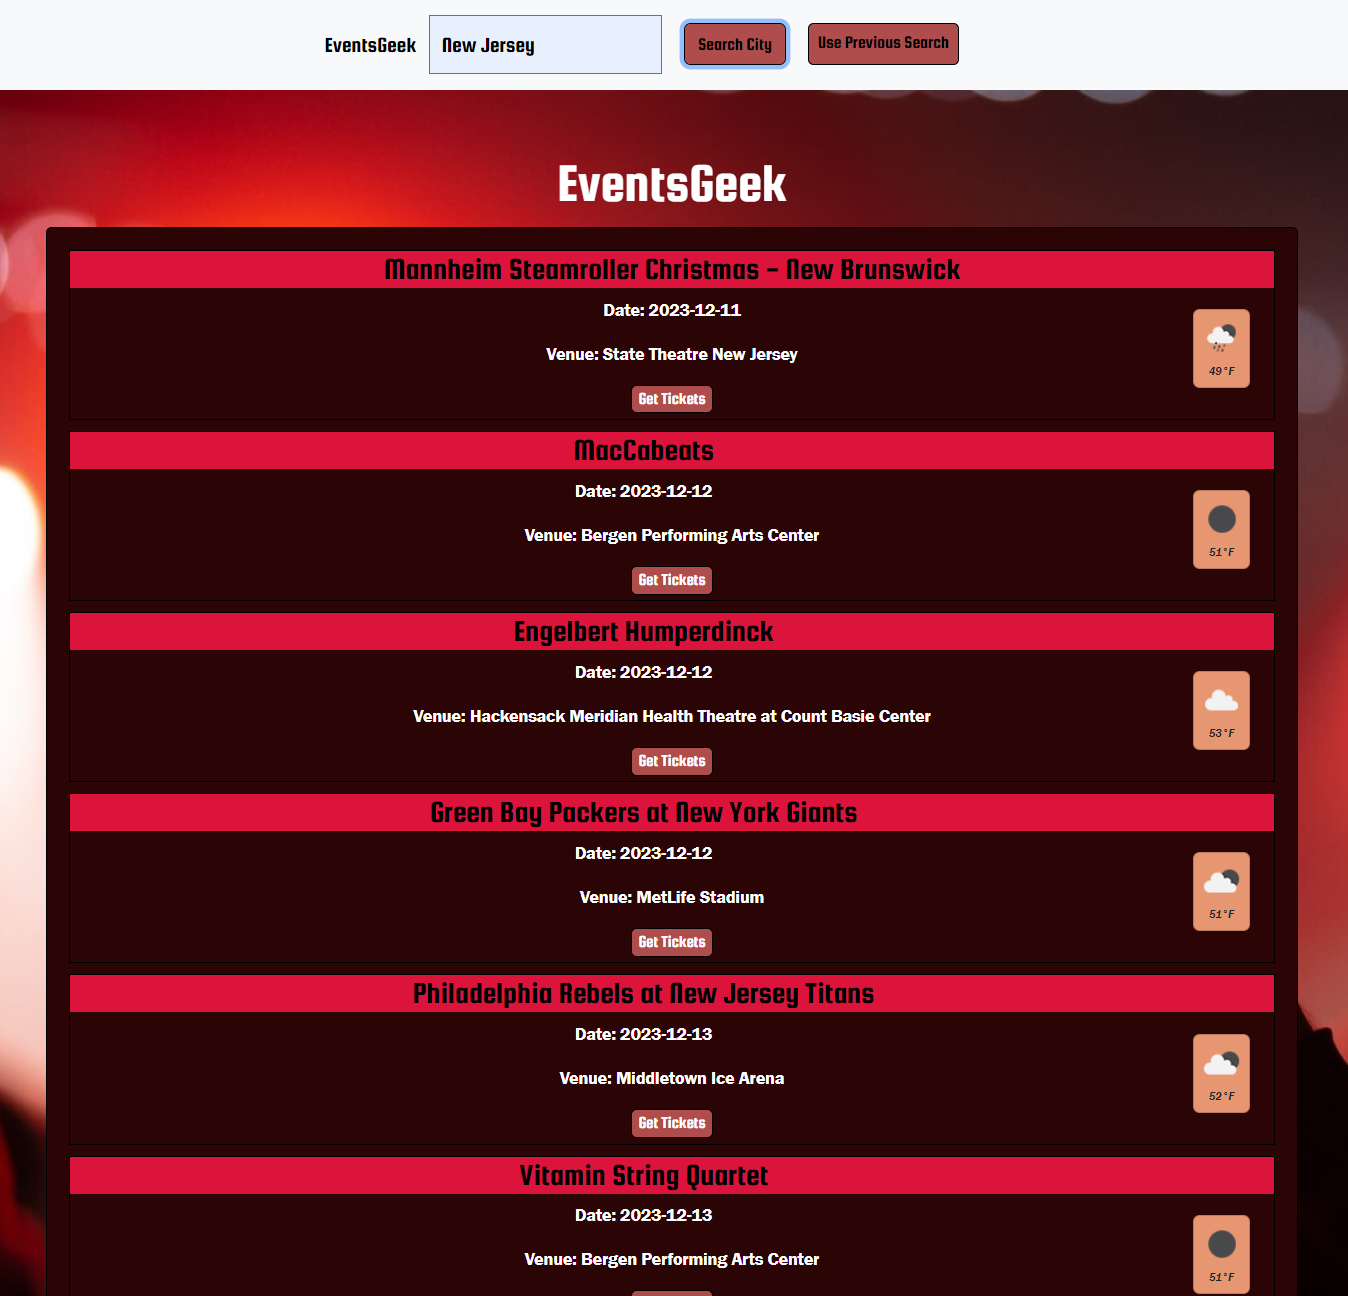 EventsGeek New Jersey Search City Use Previous Search
EventsGeek
Mannheim Steamroller Christmas - New Brunswick
Date: 2023-12-11
Venue: State Theatre New Jersey
49°F
Get Tickets
MacCabeats
Date: 2023-12-12
Venue: Bergen Performing Arts Center
51°F
Get Tickets
Engelbert Humperdinck
Date: 2023-12-12
Venue: Hackensack Meridian Health Theatre at Count Basie Center
53°F
Get Tickets
Green Bay Packers at New York Giants
Date: 2023-12-12
Venue: MetLife Stadium
51°F
Get Tickets
Philadelphia Rebels at New Jersey Titans
Date: 2023-12-13
Venue: Middletown Ice Arena
52°F
Get Tickets
Vitamin String Quartet
Date: 2023-12-13
Venue: Bergen Performing Arts Center
51°F